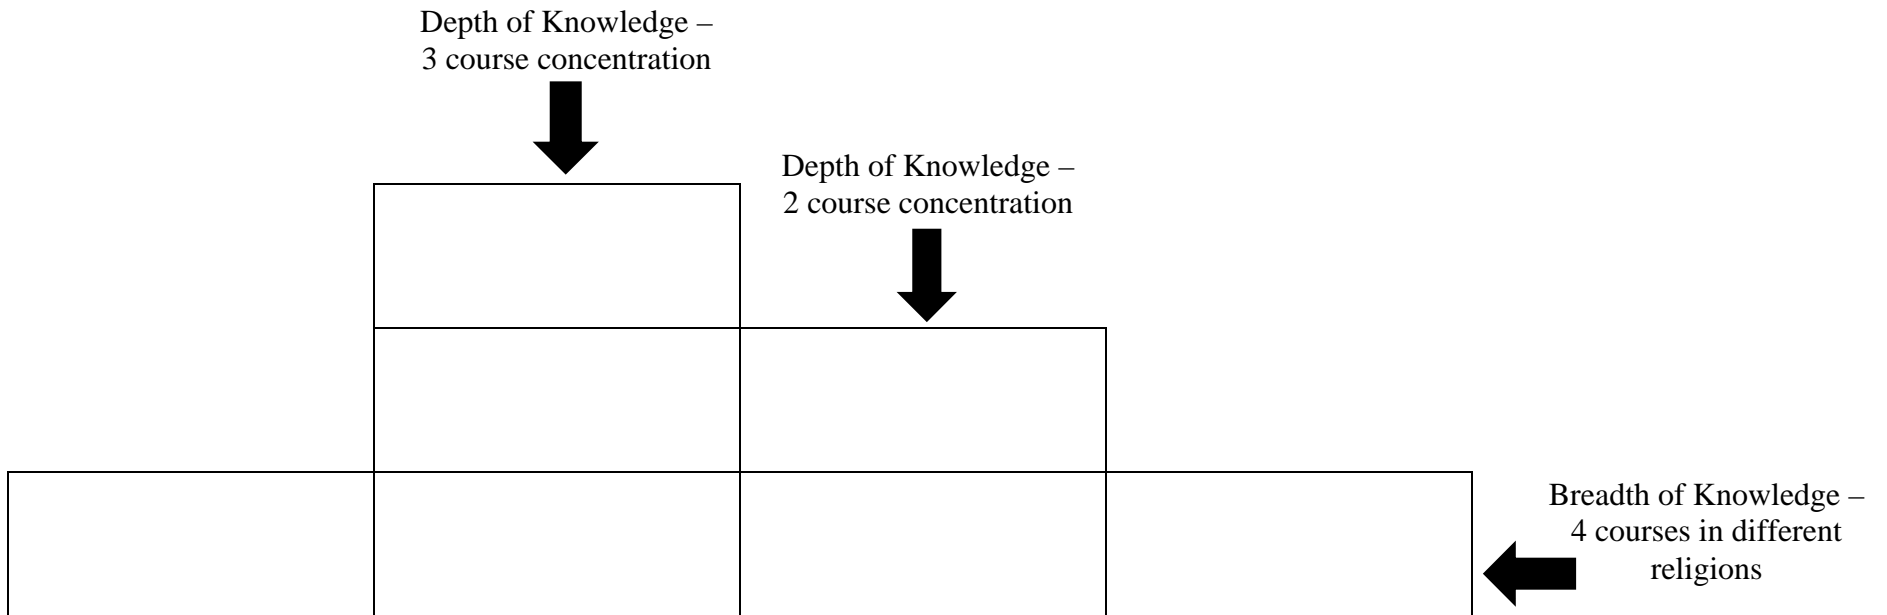 Depth of Knowledge –
3 course concentration
Depth of Knowledge –
2 course concentration
Breadth of Knowledge –
4 courses in different
religions